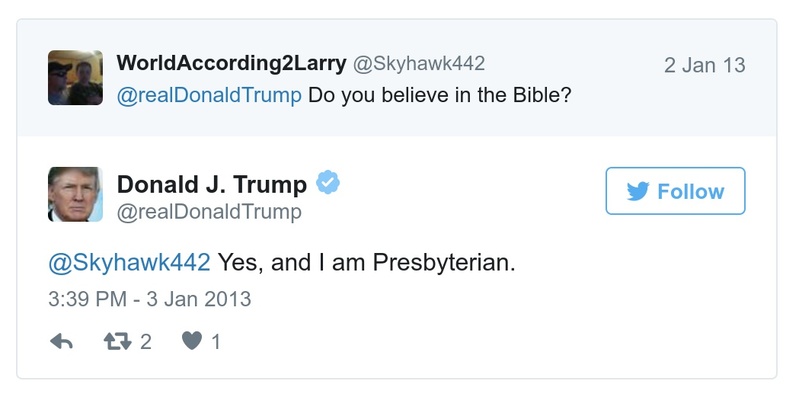 WorldAccording2Larry @Skyhawk442 2 Jan 13
@realDonaldTrump Do you believe in the Bible?
Donald J. Trump
Follow
@realDonaldTrump
@Skyhawk442 Yes, and I am Presbyterian.
3:39 PM - 3 Jan 2013
2 1